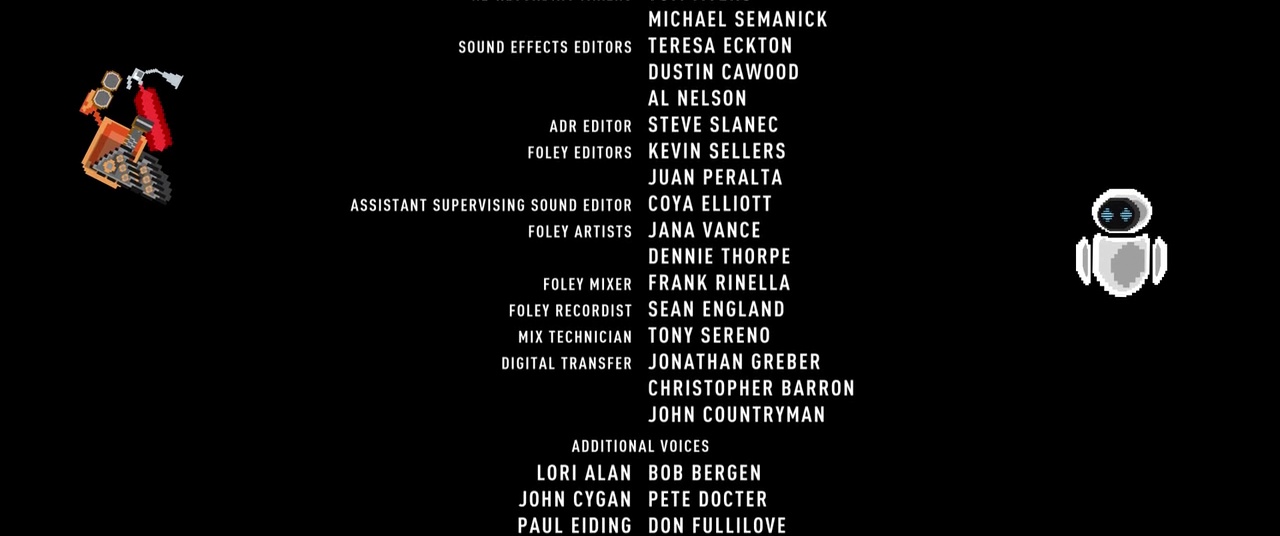 MICHAEL SEMANICK
SOUND EFFECTS EDITORS TERESA ECKTON
DUSTIN CAWOOD
AL NELSON
ADR EDITOR STEVE SLANEC
FOLEY EDITORS KEVIN SELLERS
JUAN PERALTA
ASSISTANT SUPERVISING SOUND EDITOR COYA ELLIOTT
FOLEY ARTISTS JANA VANCE
DENNIE THORPE
FOLEY MIXER FRANK RINELLA
FOLEY RECORDIST SEAN ENGLAND
MIX TECHNICIAN TONY SERENO
DIGITAL TRANSFER JONATHAN GREBER
CHRISTOPHER BARRON
JOHN COUNTRYMAN
ADDITIONAL VOICES
LORI ALAN BOB BERGEN
JOHN CYGAN PETE DOCTER
PAUL EIDING DON FULLILOVE